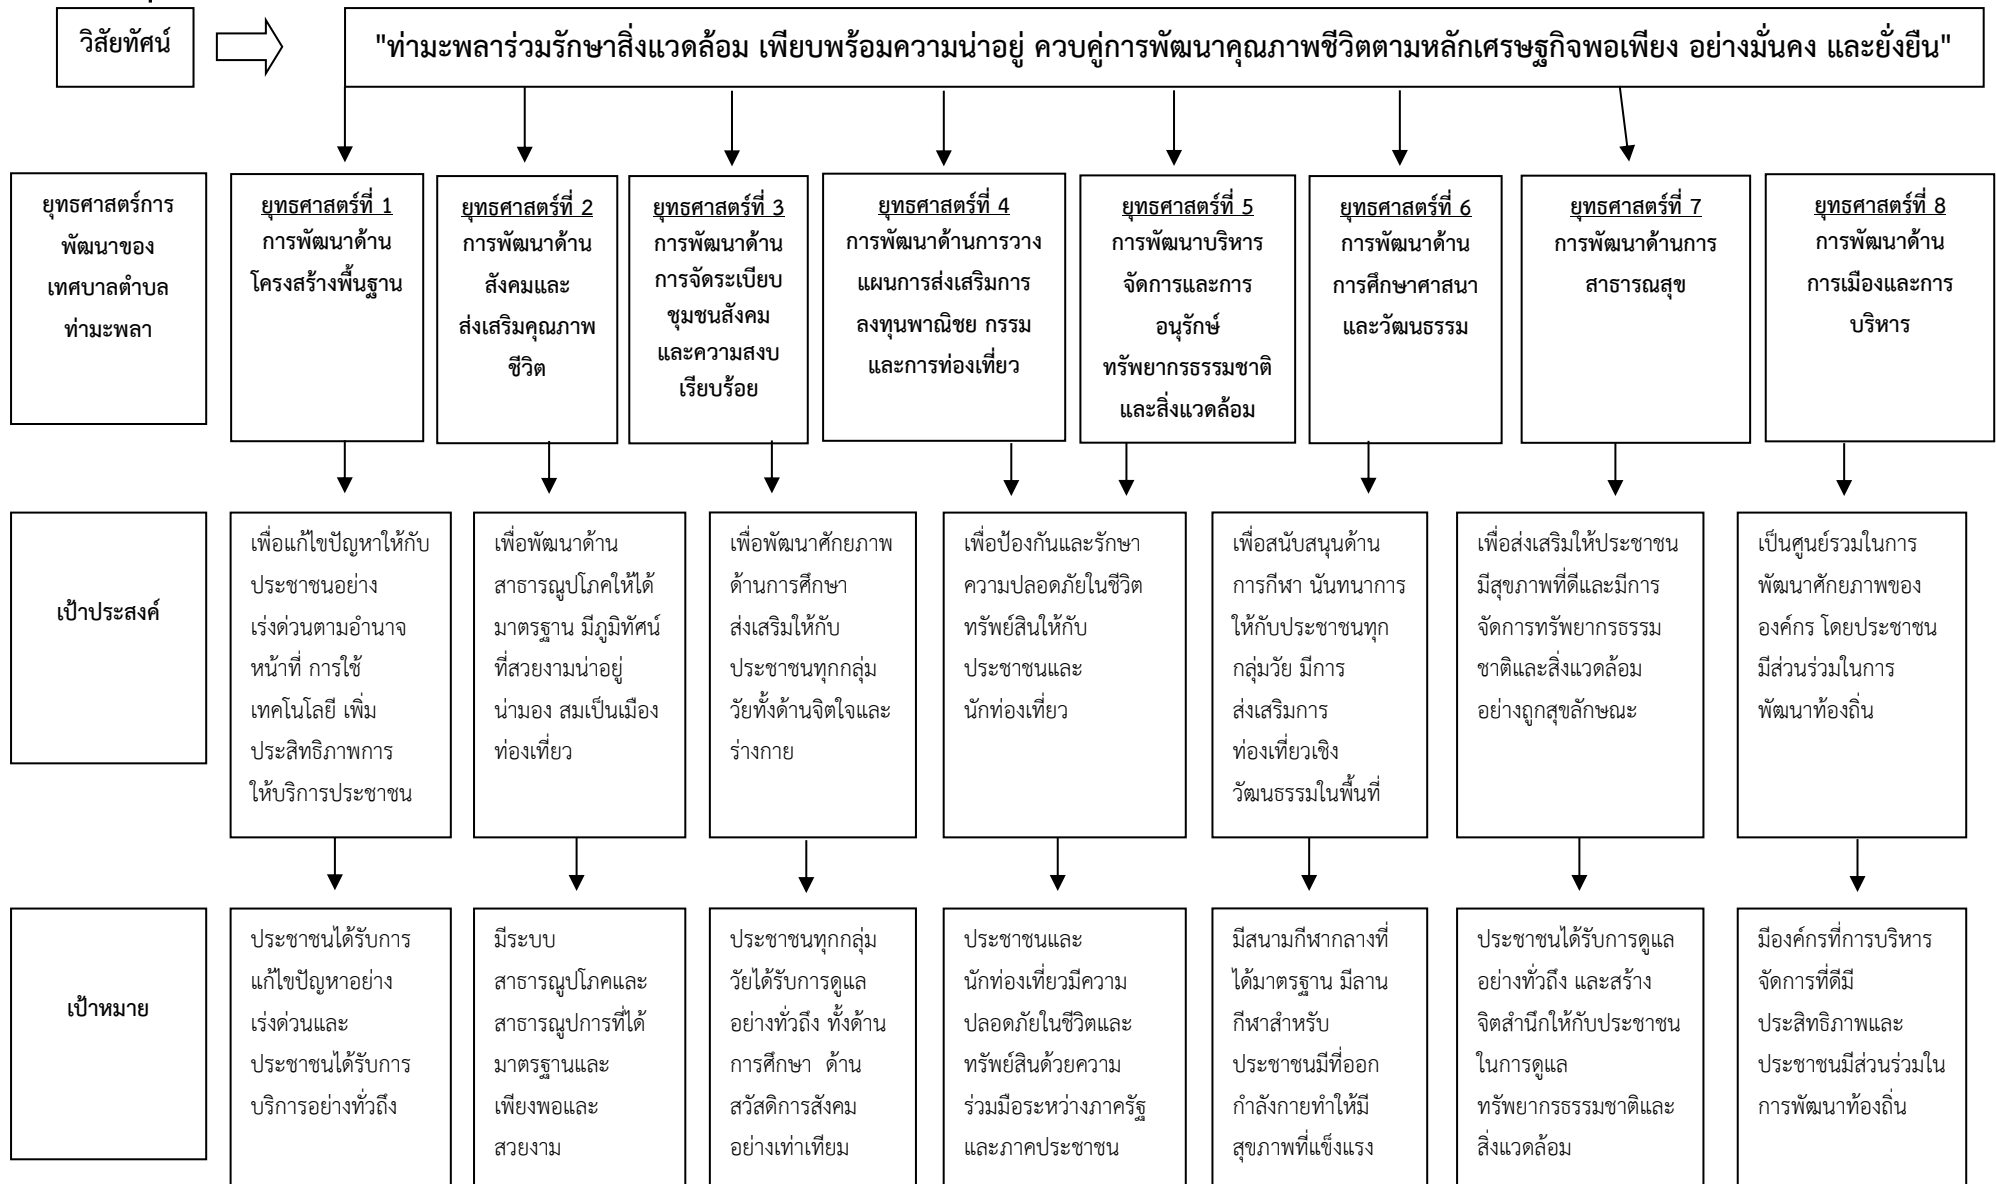 วิสัยทัศน์
"ท่ามะพลาร่วมรักษาสิ่งแวดล้อม เพียบพร้อมความน่าอยู่ ควบคู่การพัฒนาคุณภาพชีวิตตามหลักเศรษฐกิจพอเพียง อย่างมั่นคง และยั่งยืน"
ยุทธศาสตร์การ
พัฒนาของ
เทศบาลตำบล
ท่ามะพลา
ยุทธศาสตร์ที่ 1
การพัฒนาด้าน
โครงสร้างพื้นฐาน
ยุทธศาสตร์ที่ 2
การพัฒนาด้าน
สังคมและ
ส่งเสริมคุณภาพ
ชีวิต
ยุทธศาสตร์ที่ 3
การพัฒนาด้าน
การจัดระเบียบ
ชุมชนสังคม
และความสงบ
เรียบร้อย
ยุทธศาสตร์ที่ 4
การพัฒนาด้านการวาง
แผนการส่งเสริมการ
ลงทุนพาณิชย กรรม
และการท่องเที่ยว
ยุทธศาสตร์ที่ 5
การพัฒนาบริหาร
จัดการและการ
อนุรักษ์
ทรัพยากรธรรมชาติ
และสิ่งแวดล้อม
ยุทธศาสตร์ที่ 6
การพัฒนาด้าน
การศึกษาศาสนา
และวัฒนธรรม
ยุทธศาสตร์ที่ 7
การพัฒนาด้านการ
สาธารณสุข
ยุทธศาสตร์ที่ 8
การพัฒนาด้าน
การเมืองและการ
บริหาร
เป้าประสงค์
เพื่อแก้ไขปัญหาให้กับ
ประชาชนอย่าง
เร่งด่วนตามอำนาจ
หน้าที่ การใช้
เทคโนโลยี เพิ่ม
ประสิทธิภาพการ
ให้บริการประชาชน
เพื่อพัฒนาด้าน
สาธารณูปโภคให้ได้
มาตรฐาน มีภูมิทัศน์
ที่สวยงามน่าอยู่
น่ามอง สมเป็นเมือง
ท่องเที่ยว
เพื่อพัฒนาศักยภาพ
ด้านการศึกษา
ส่งเสริมให้กับ
ประชาชนทุกกลุ่ม
วัยทั้งด้านจิตใจและ
ร่างกาย
เพื่อป้องกันและรักษา
ความปลอดภัยในชีวิต
ทรัพย์สินให้กับ
ประชาชนและ
นักท่องเที่ยว
เพื่อสนับสนุนด้าน
การกีฬา นันทนาการ
ให้กับประชาชนทุก
กลุ่มวัย มีการ
ส่งเสริมการ
ท่องเที่ยวเชิง
วัฒนธรรมในพื้นที่
เพื่อส่งเสริมให้ประชาชน
มีสุขภาพที่ดีและมีการ
จัดการทรัพยากรธรรม
ชาติและสิ่งแวดล้อม
อย่างถูกสุขลักษณะ
เป็นศูนย์รวมในการ
พัฒนาศักยภาพของ
องค์กร โดยประชาชน
มีส่วนร่วมในการ
พัฒนาท้องถิ่น
เป้าหมาย
ประชาชนได้รับการ
แก้ไขปัญหาอย่าง
เร่งด่วนและ
ประชาชนได้รับการ
บริการอย่างทั่วถึง
มีระบบ
สาธารณูปโภคและ
สาธารณูปการที่ได้
มาตรฐานและ
เพียงพอและ
สวยงาม
ประชาชนทุกกลุ่ม
วัยได้รับการดูแล
อย่างทั่วถึง ทั้งด้าน
การศึกษา ด้าน
สวัสดิการสังคม
อย่างเท่าเทียม
ประชาชนและ
นักท่องเที่ยวมีความ
ปลอดภัยในชีวิตและ
ทรัพย์สินด้วยความ
ร่วมมือระหว่างภาครัฐ
และภาคประชาชน
มีสนามกีฬากลางที่
ได้มาตรฐาน มีลาน
กีฬาสำหรับ
ประชาชนมีที่ออก
กำลังกายทำให้มี
สุขภาพที่แข็งแรง
ประชาชนได้รับการดูแล
อย่างทั่วถึง และสร้าง
จิตสำนึกให้กับประชาชน
ในการดูแล
ทรัพยากรธรรมชาติและ
สิ่งแวดล้อม
มีองค์กรที่การบริหาร
จัดการที่ดีมี
ประสิทธิภาพและ
ประชาชนมีส่วนร่วมใน
การพัฒนาท้องถิ่น